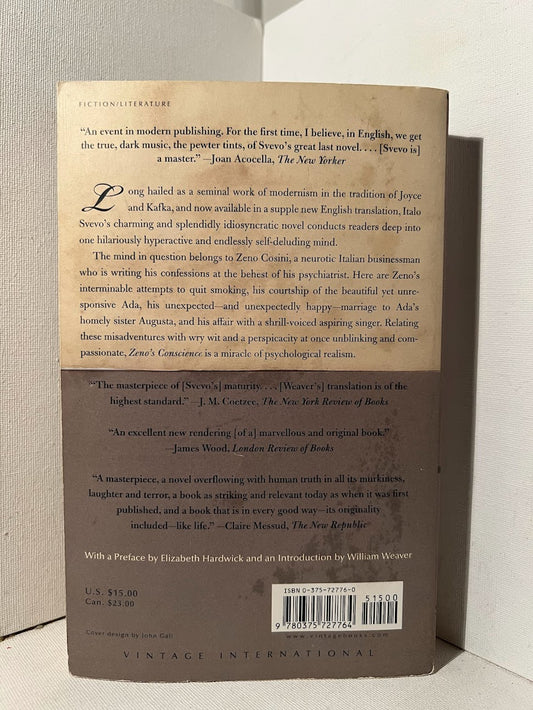 FICTION/LITERATURE
"An event in modern publishing. For the first time, I believe, in English, we get
the true, dark music, the pewter tints, of Svevo's great last novel. . . . [Svevo is]
a master." —Joan Acocella, The New Yorker
Long hailed as a seminal work of modernism in the tradition of Joyce
and Kafka, and now available in a supple new English translation, Italo
Svevo's charming and splendidly idiosyncratic novel conducts readers deep into
one hilariously hyperactive and endlessly self-deluding mind.
The mind in question belongs to Zeno Cosini, a neurotic Italian businessman
who is writing his confessions at the behest of his psychiatrist. Here are Zeno's
interminable attempts to quit smoking, his courtship of the beautiful yet unre-
sponsive Ada, his unexpected—and unexpectedly happy—marriage to Ada's
homely sister Augusta, and his affair with a shrill-voiced aspiring singer. Relating
these misadventures with wry wit and a perspicacity at once unblinking and com-
passionate, Zeno's Conscience is a miracle of psychological realism.
"The masterpiece of [Svevo's] maturity. . . . [Weaver's] translation is of the
highest standard." —J. M. Coetzee, The New York Review of Books
"An excellent new rendering [of a] marvellous and original book."
—James Wood, London Review of Books
"A masterpiece, a novel overflowing with human truth in all its murkiness,
laughter and terror, a book as striking and relevant today as when it was first
published, and a book that is in every good way—its originality
included—like life." —Claire Messud, The New Republic
With a Preface by Elizabeth Hardwick and an Introduction by William Weaver
U.S. $15.00
Can. $23.00
ISBN 0-375-72776-0
51500
9 780375 727764
www.vintagebooks.com
Cover design by John Gall
VINTAGE INTERNATIONAL